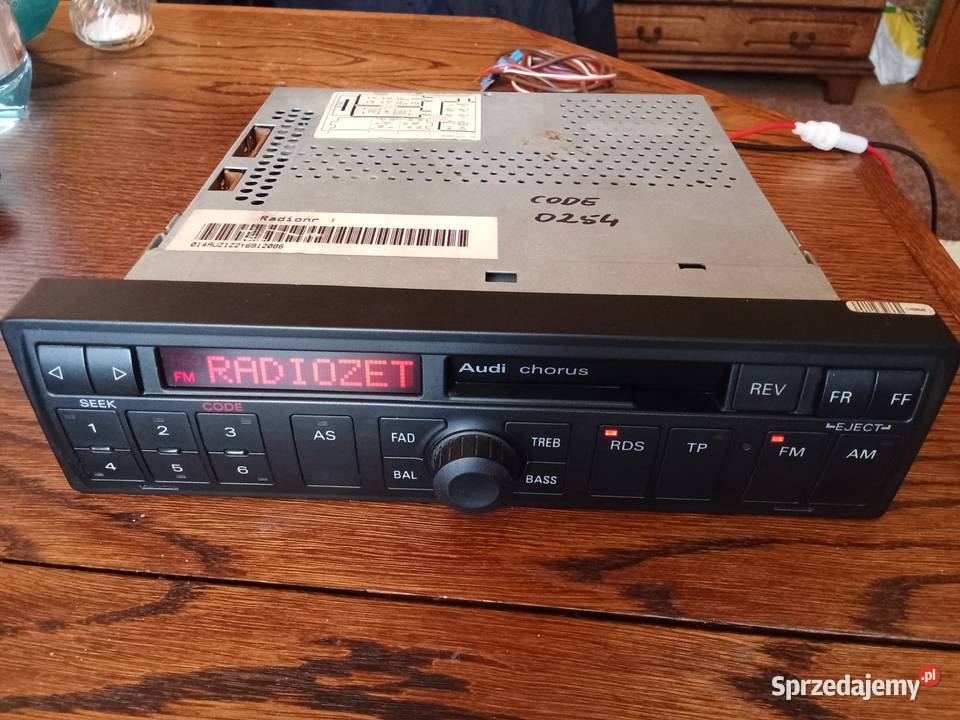 CODE
0254
Radionr :
FM RADIOZET
Audi chorus
REV
FR
FF
SEEK
CODE
EJECT
1
2
3
4
5
6
AS
FAD
BAL
TREB
BASS
RDS
TP
FM
AM
Sprzedajemy.pl